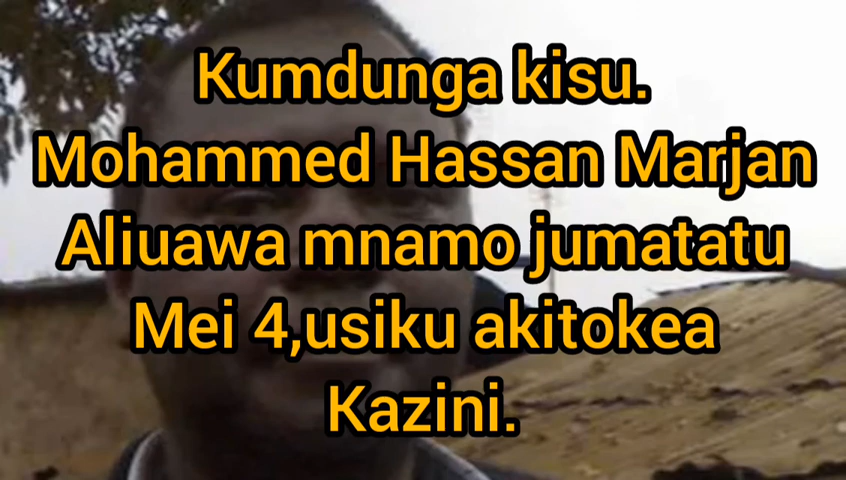 Kumdunga kisu.
Mohammed Hassan Marjan
Aliuawa mnamo jumatatu
Mei 4,usiku akitokea
Kazini.